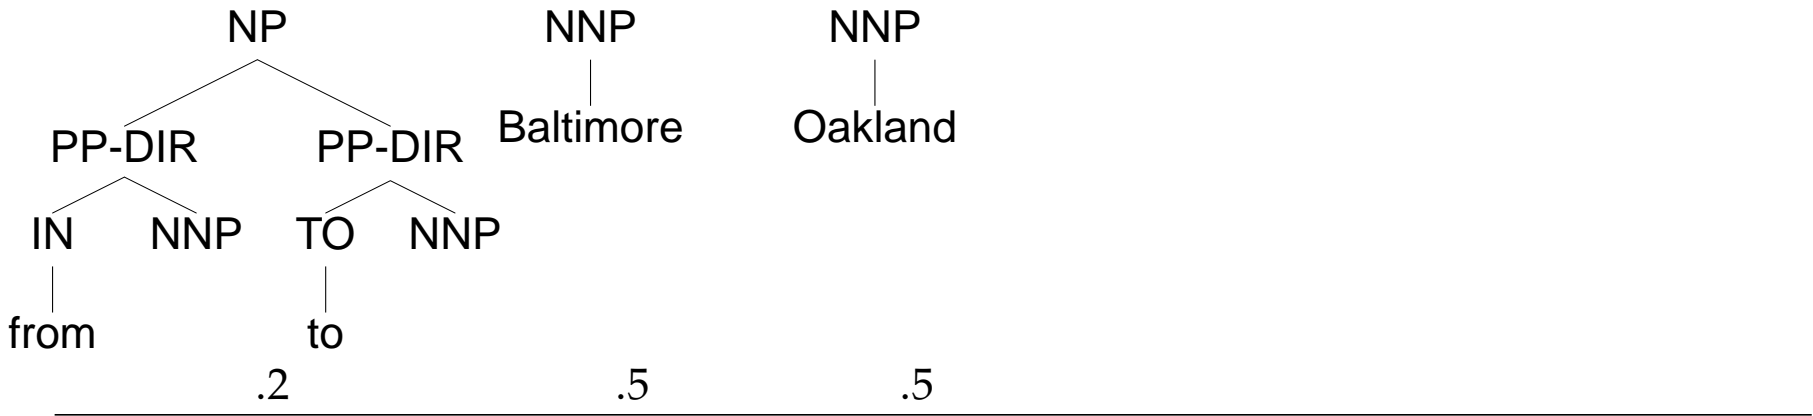 NP NNP NNP
PP-DIR PP-DIR Baltimore Oakland
IN NNP TO NNP
from to
.2 .5 .5